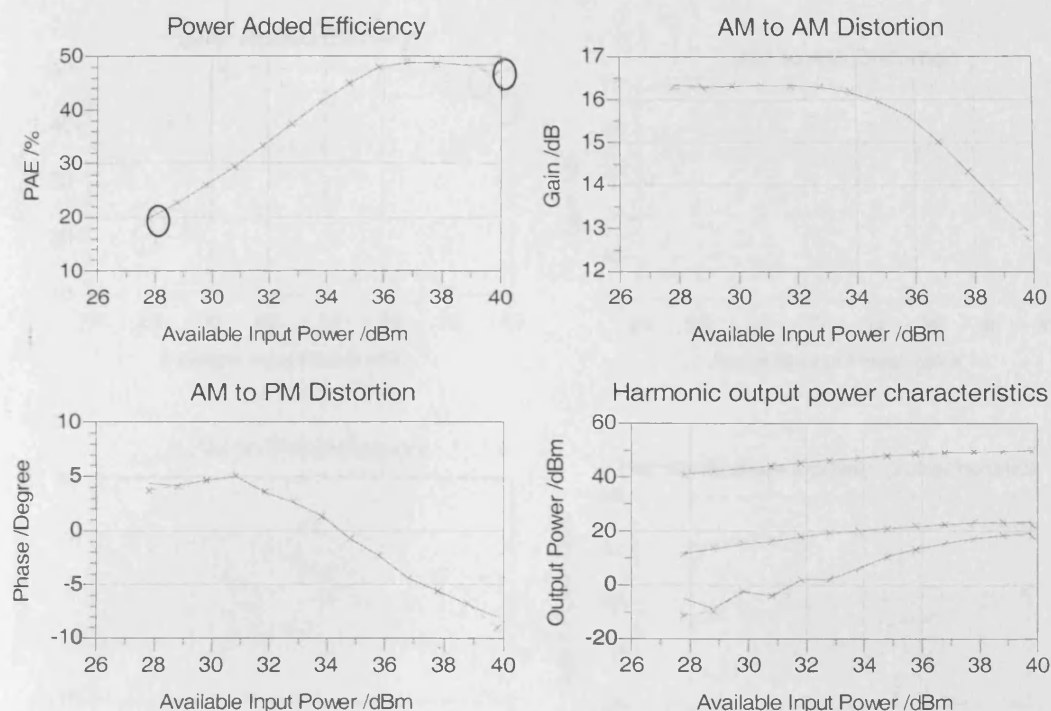 Power Added Efficiency
PAE /%
50
40
30
20
10
26 28 30 32 34 36 38 40
Available Input Power /dBm
AM to AM Distortion
Gain /dB
17
16
15
14
13
12
26 28 30 32 34 36 38 40
Available Input Power /dBm
AM to PM Distortion
Phase /Degree
10
5
0
-5
-10
26 28 30 32 34 36 38 40
Available Input Power /dBm
Harmonic output power characteristics
Output Power /dBm
60
40
20
0
-20
26 28 30 32 34 36 38 40
Available Input Power /dBm